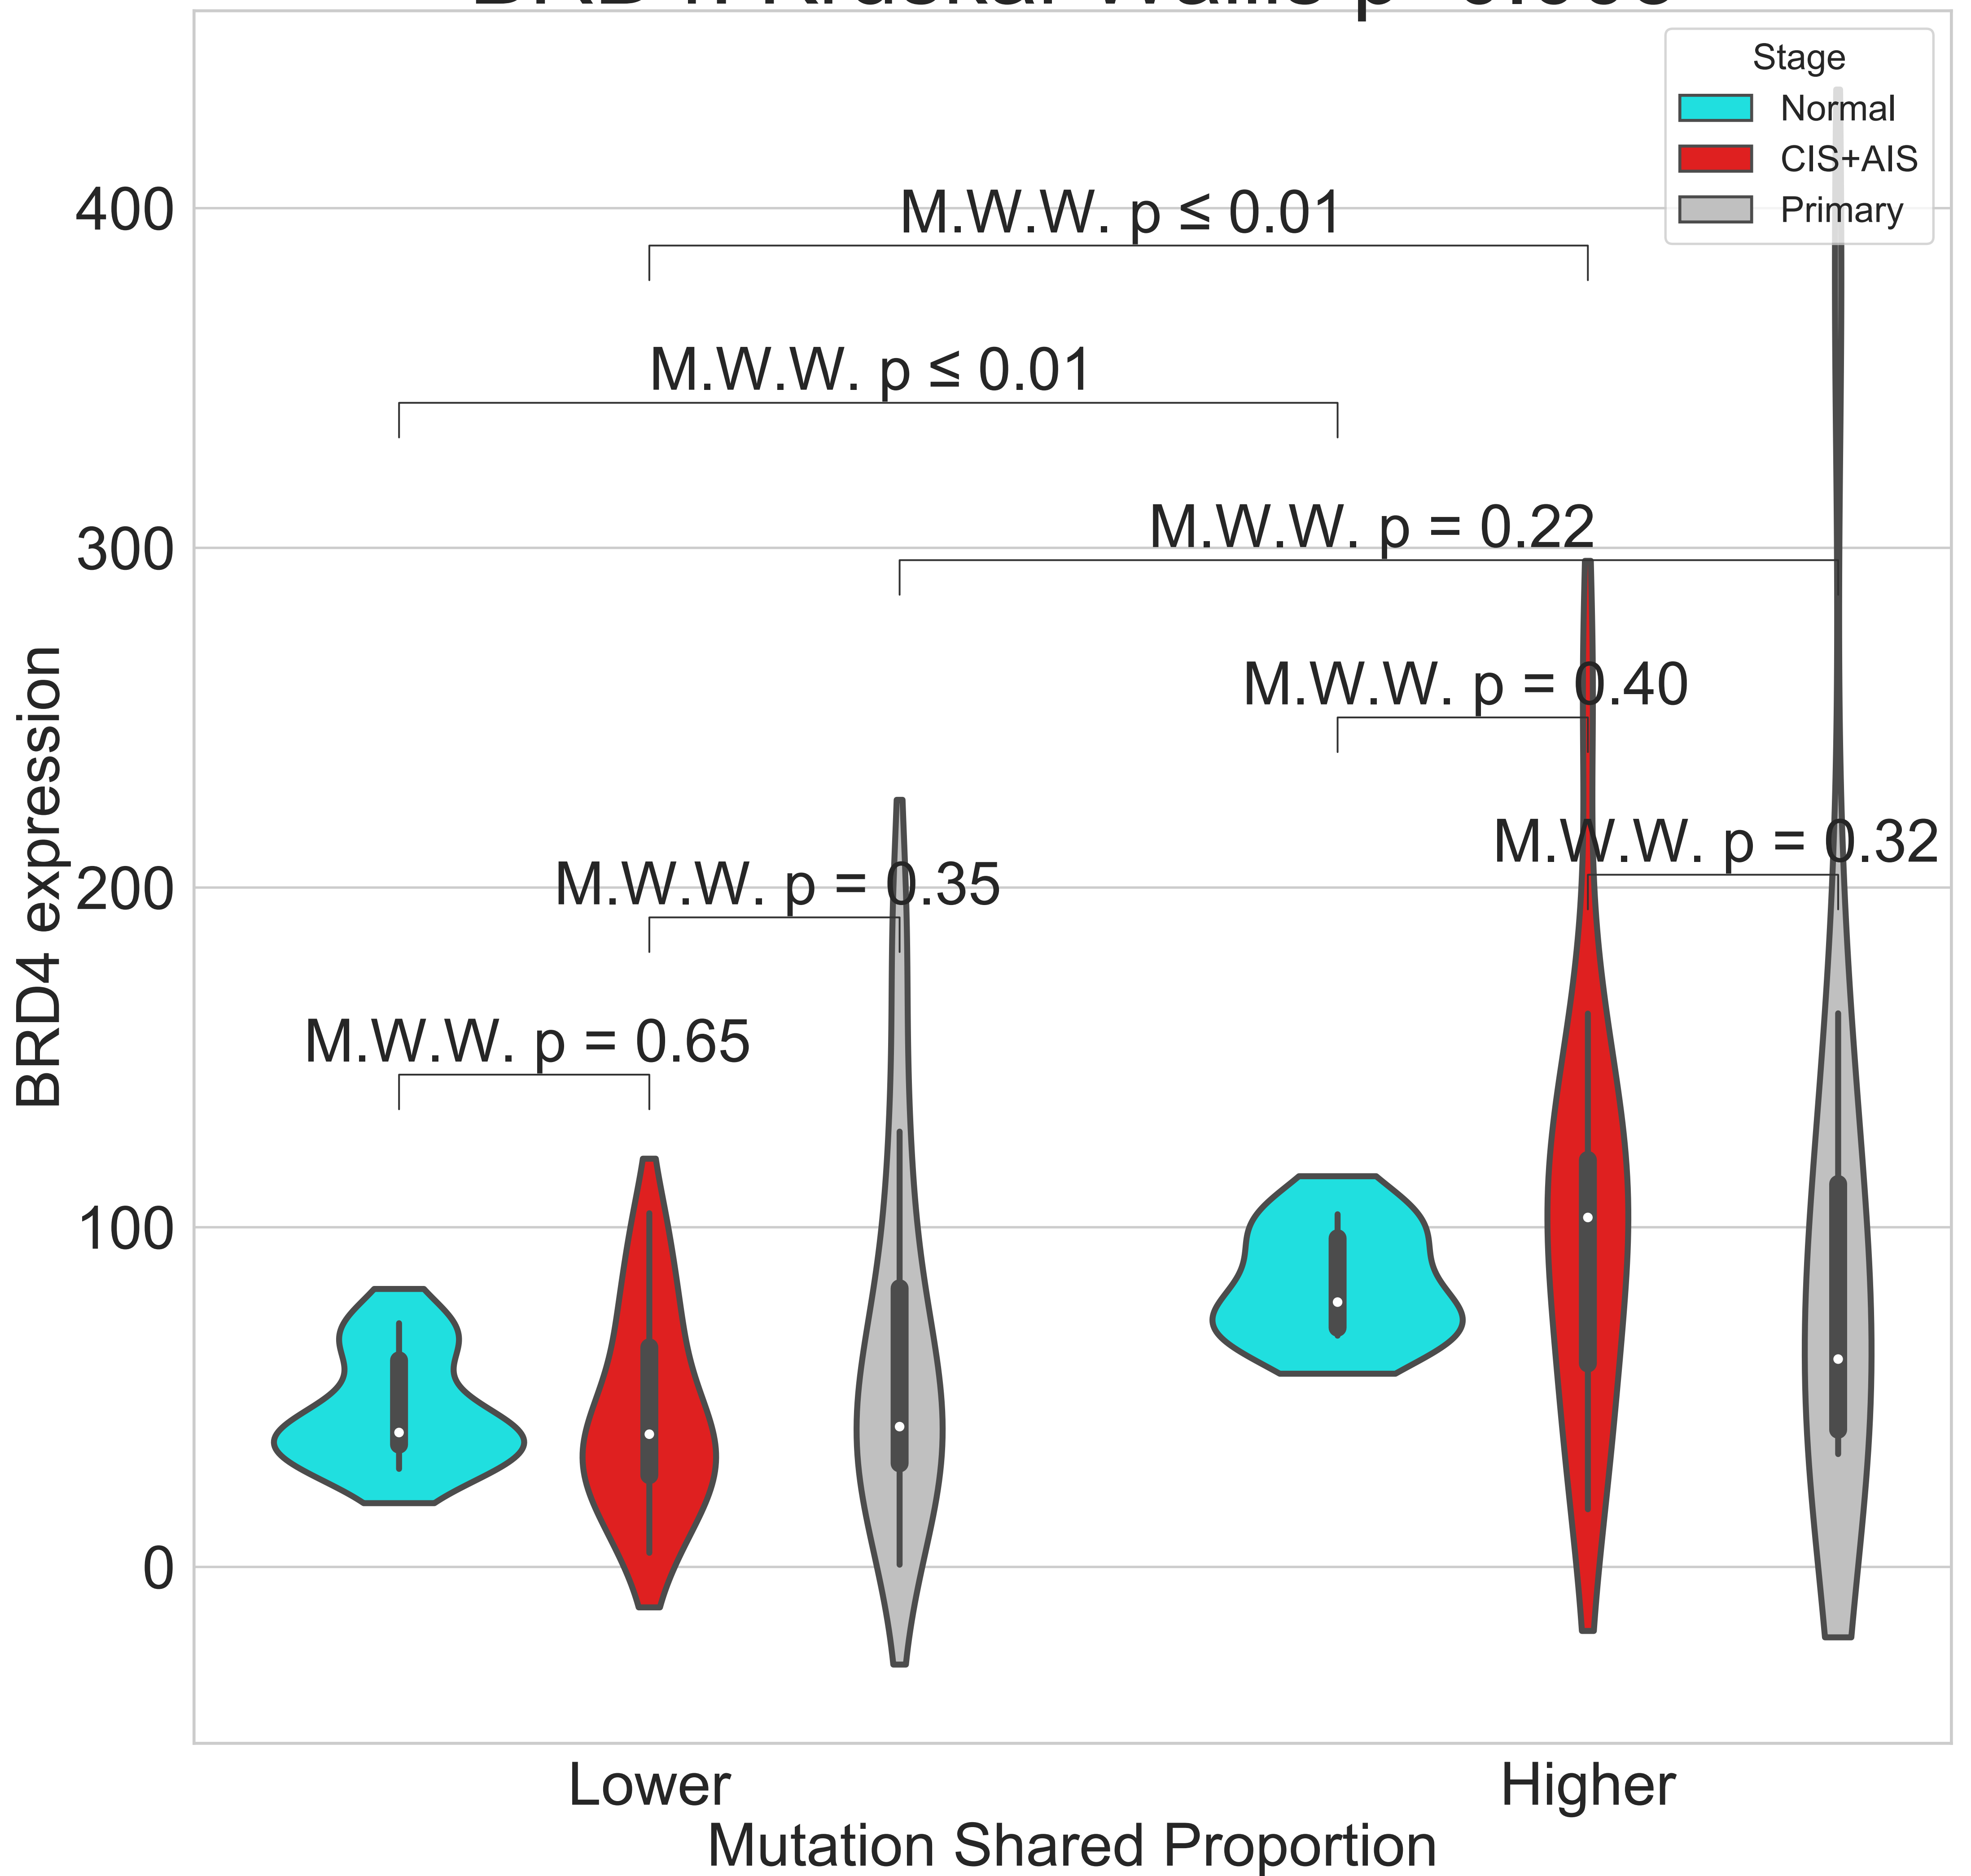 Stage
Normal
CIS+AIS
Primary
M.W.W. p ≤ 0.01
M.W.W. p ≤ 0.01
M.W.W. p = 0.22
M.W.W. p = 0.40
M.W.W. p = 0.32
M.W.W. p = 0.35
M.W.W. p = 0.65
400
300
200
100
0
BRD4 expression
Lower
Higher
Mutation Shared Proportion